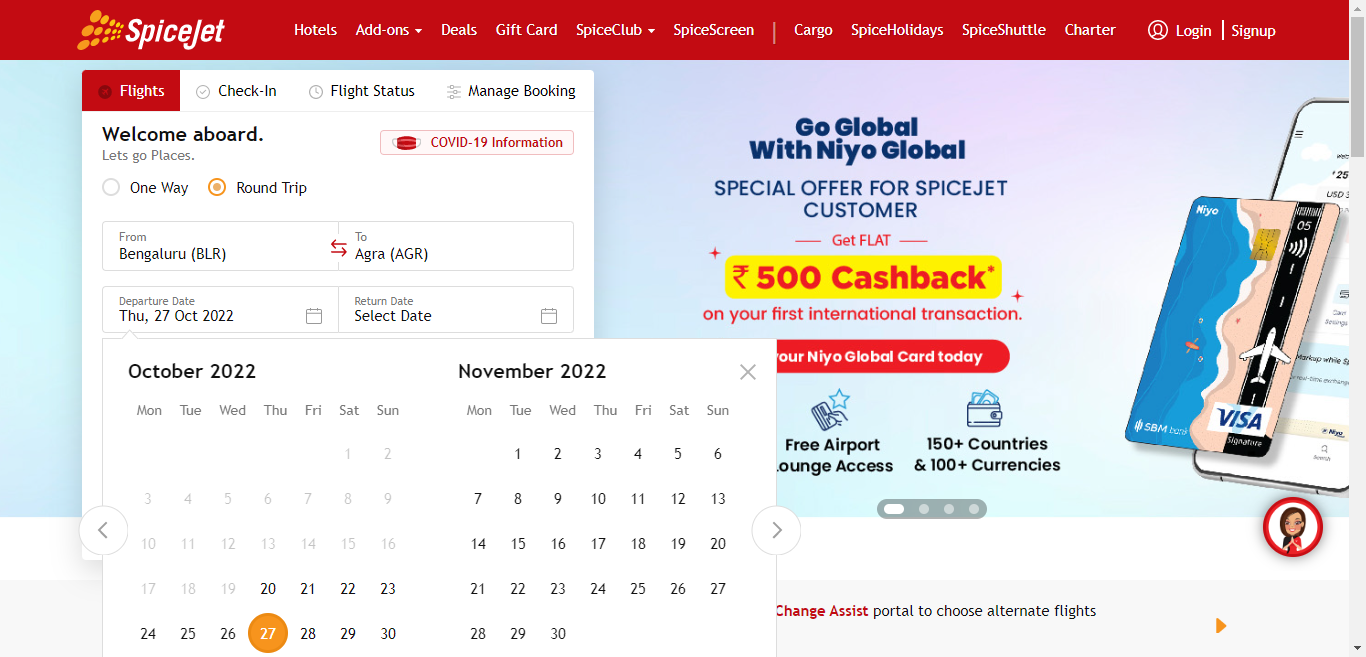 SpiceJet
Hotels Add-ons Deals Gift Card SpiceClub SpiceScreen Cargo SpiceHolidays SpiceShuttle Charter Login Signup
Flights Check-In Flight Status Manage Booking
Welcome aboard.
Lets go Places.
COVID-19 Information
One Way Round Trip
From
Bengaluru (BLR)
To
Agra (AGR)
Departure Date
Thu, 27 Oct 2022
Return Date
Select Date
October 2022
Mon Tue Wed Thu Fri Sat Sun
1 2
3 4 5 6 7 8 9
10 11 12 13 14 15 16
17 18 19 20 21 22 23
24 25 26 27 28 29 30
November 2022
Mon Tue Wed Thu Fri Sat Sun
1 2 3 4 5 6
7 8 9 10 11 12 13
14 15 16 17 18 19 20
21 22 23 24 25 26 27
28 29 30
Go Global
With Niyo Global
SPECIAL OFFER FOR SPICEJET
CUSTOMER
Get FLAT
₹ 500 Cashback*
on your first international transaction.
your Niyo Global Card today
Free Airport
Lounge Access
150+ Countries
& 100+ Currencies
Niyo
05
SBM bank
VISA
Signature
USD
Markup while
Niyo
Search
Change Assist portal to choose alternate flights